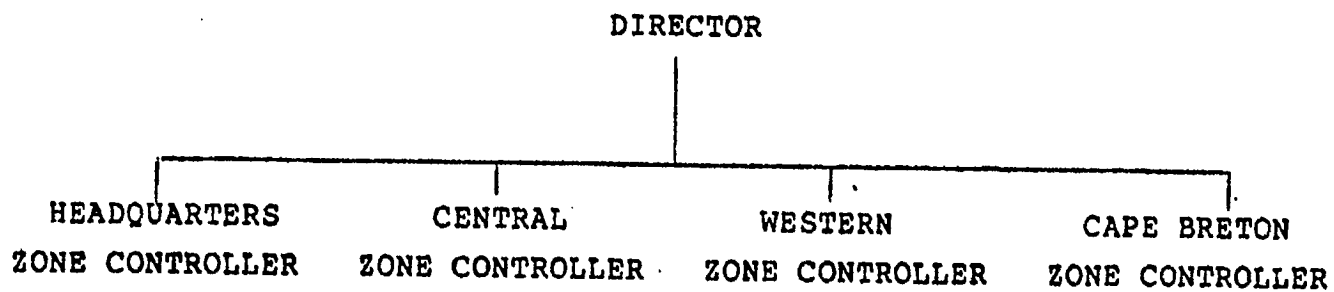 DIRECTOR
HEADQUARTERS CENTRAL WESTERN CAPE BRETON
ZONE CONTROLLER ZONE CONTROLLER ZONE CONTROLLER ZONE CONTROLLER